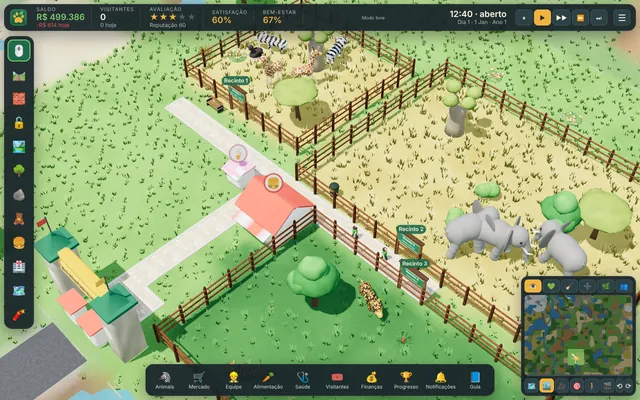 SALDO
R$ 499.386
-R$ 614 hoje
VISITANTES
0
0 hoje
AVALIAÇÃO
Reputação 60
SATISFAÇÃO
60%
BEM-ESTAR
67%
Modo livre
12:40 · aberto
Dia 1 · 1 Jan · Ano 1
Recinto 1
Recinto 2
Recinto 3
Animais
Mercado
Equipe
Alimentação
Saúde
Visitantes
Finanças
Progresso
Notificações
Guia